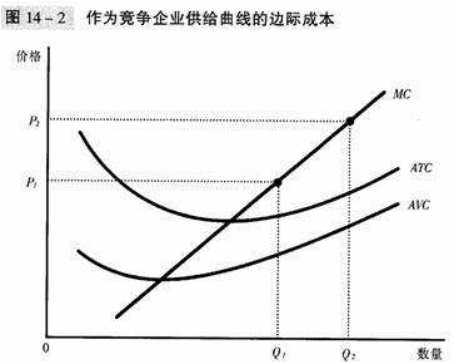 图 14-2 作为竞争企业供给曲线的边际成本
价格
MC
P₂
ATC
P₁
AVC
0
Q₁
Q₂
数量